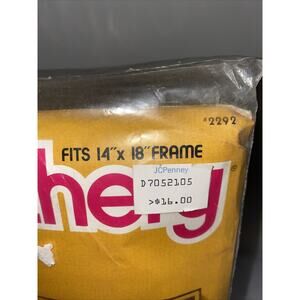 #2292
FITS 14"x 18" FRAME
hery®
JCPenney
D7052105
>$16.00